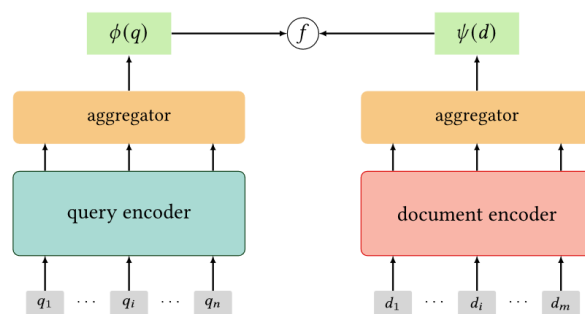 ϕ(q) f ψ(d)
aggregator aggregator
query encoder document encoder
q₁ ··· qᵢ ··· qₙ d₁ ··· dᵢ ··· dₘ